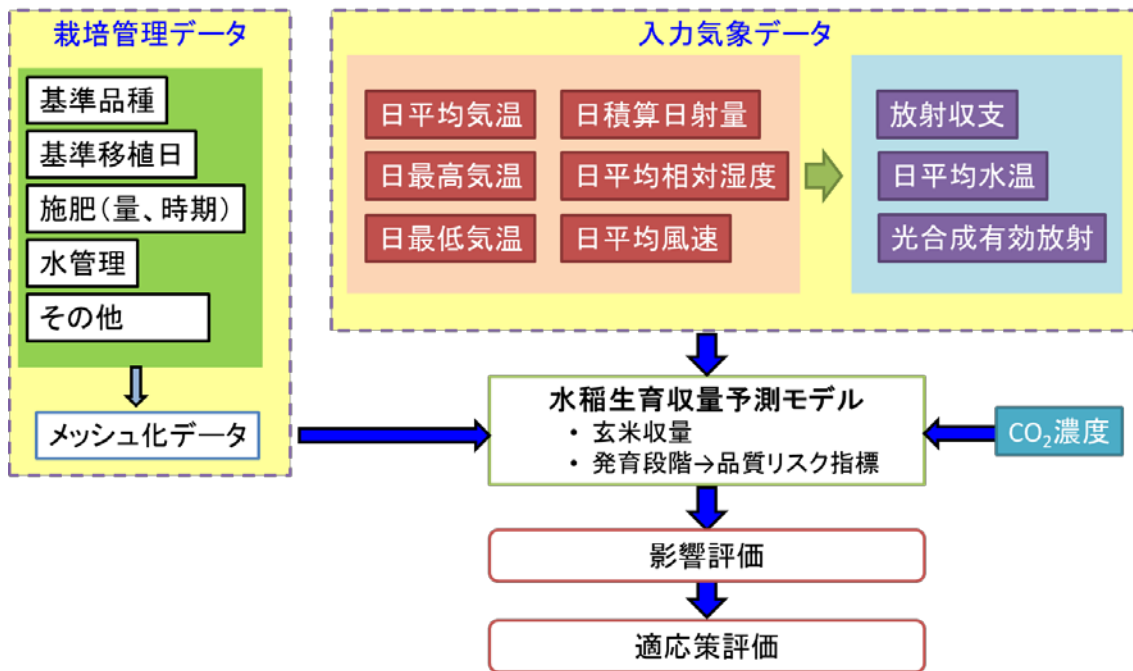 栽培管理データ
基準品種
基準移植日
施肥(量、時期)
水管理
その他
メッシュ化データ
入力気象データ
日平均気温
日積算日射量
日最高気温
日平均相対湿度
日最低気温
日平均風速
放射収支
日平均水温
光合成有効放射
水稲生育収量予測モデル
・ 玄米収量
・ 発育段階→品質リスク指標
CO₂濃度
影響評価
適応策評価